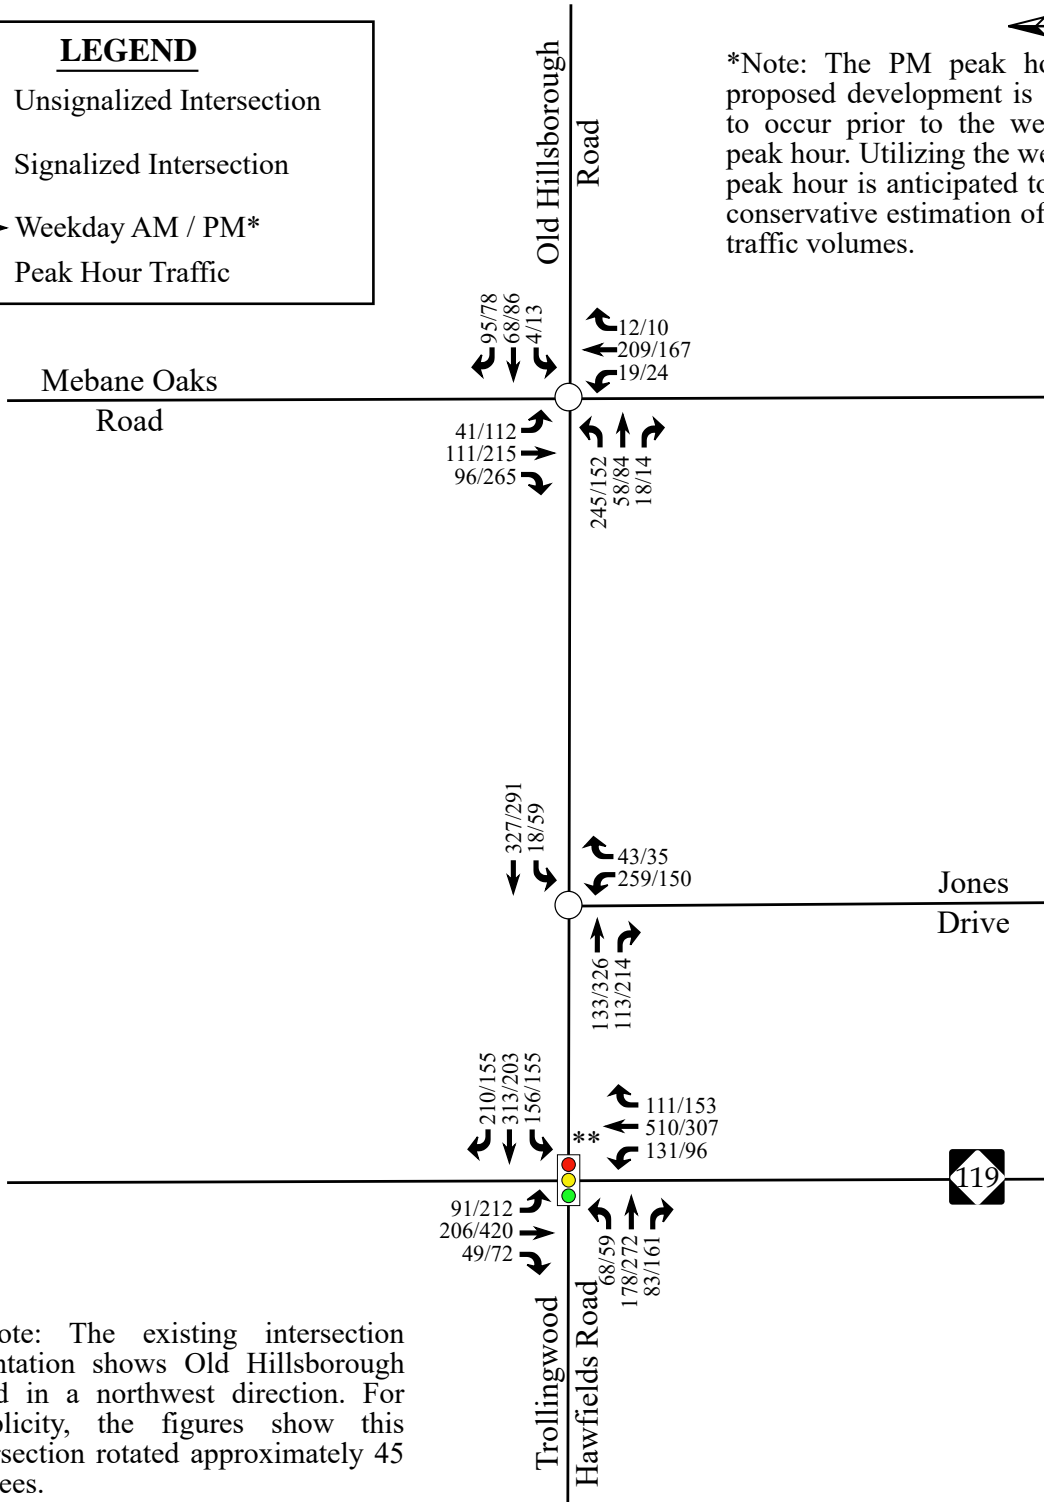 LEGEND
Unsignalized Intersection
Signalized Intersection
Weekday AM / PM*
Peak Hour Traffic
Old Hillsborough
Road
*Note: The PM peak
proposed development is
to occur prior to the
peak hour. Utilizing the
peak hour is anticipated
conservative estimation of
traffic volumes.
95/78
68/86
4/13
12/10
209/167
19/24
Mebane Oaks
Road
41/112
111/215
96/265
245/152
58/84
18/14
327/291
18/59
43/35
259/150
Jones
Drive
133/326
113/214
210/155
313/203
156/155
**
111/153
510/307
131/96
119
91/212
206/420
49/72
68/59
178/272
83/161
Trollingwood
Hawfields Road
The existing intersection
shows Old Hillsborough
in a northwest direction. For
the figures show this
rotated approximately 45